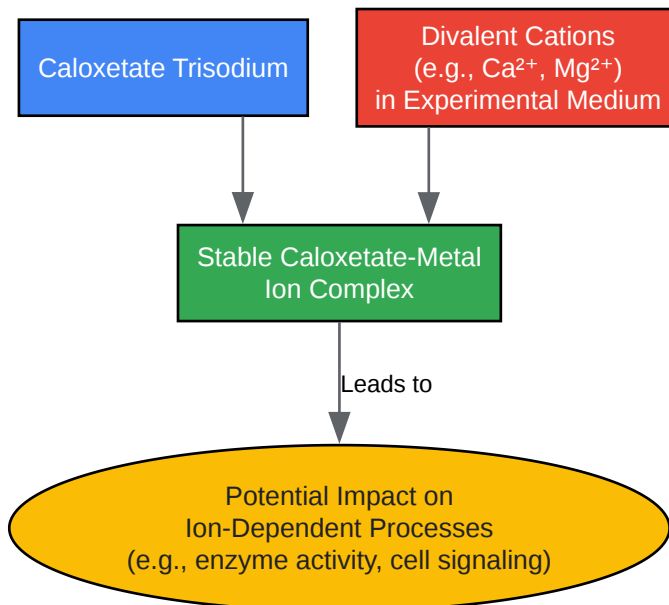 Caloxetate Trisodium
Divalent Cations
(e.g., Ca²⁺, Mg²⁺)
in Experimental Medium
Stable Caloxetate-Metal
Ion Complex
Leads to
Potential Impact on
Ion-Dependent Processes
(e.g., enzyme activity, cell signaling)